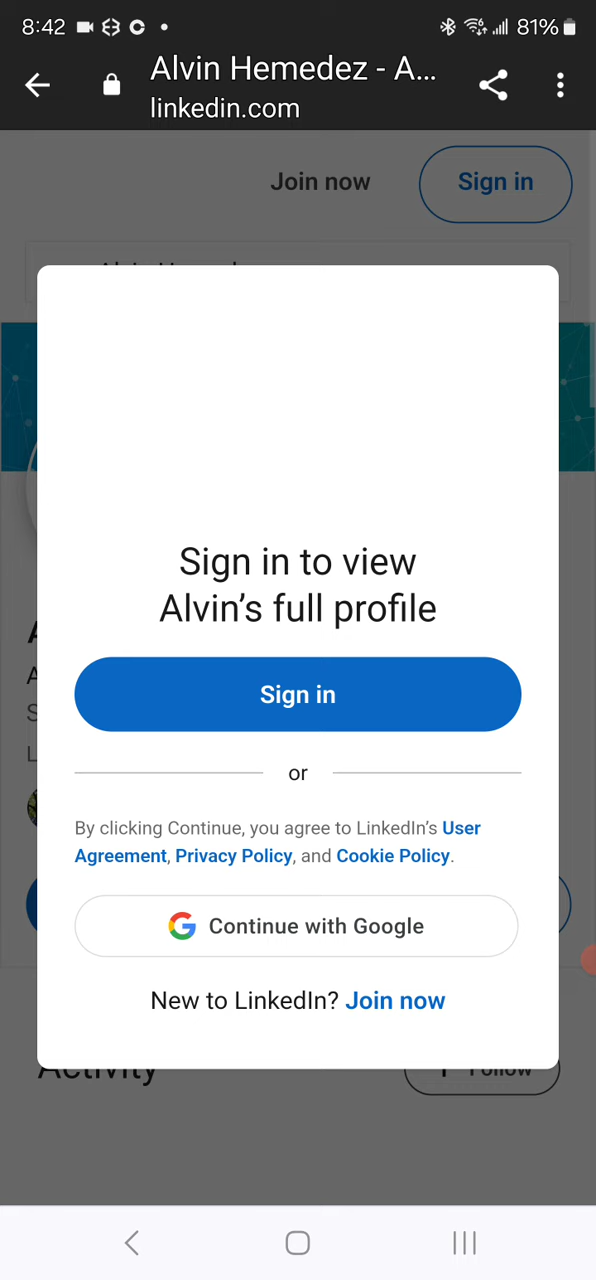 8:42
81%
Alvin Hemedez - A...
linkedin.com
Join now
Sign in
Sign in to view
Alvin’s full profile
Sign in
or
By clicking Continue, you agree to LinkedIn’s User
Agreement, Privacy Policy, and Cookie Policy.
Continue with Google
New to LinkedIn? Join now
Activity
Follow